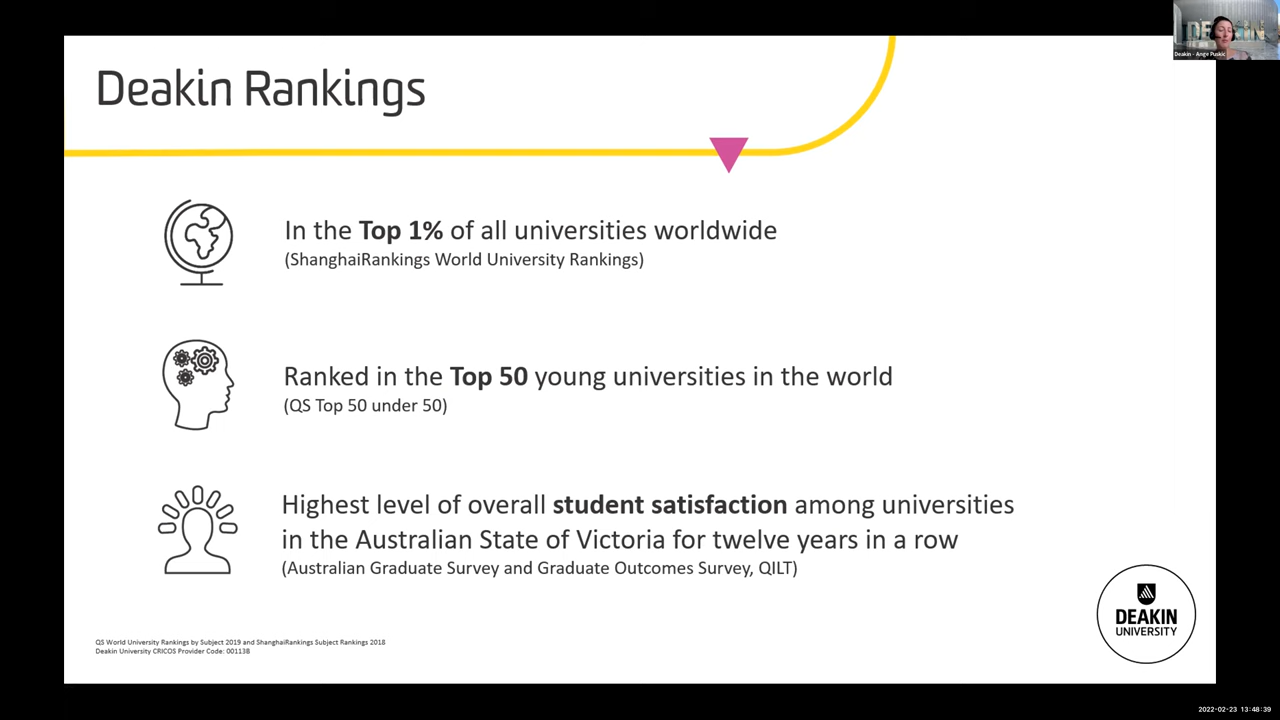 DEAKIN
Deakin - Ange Puskic
Deakin Rankings
In the Top 1% of all universities worldwide
(ShanghaiRankings World University Rankings)
Ranked in the Top 50 young universities in the world
(QS Top 50 under 50)
Highest level of overall student satisfaction among universities
in the Australian State of Victoria for twelve years in a row
(Australian Graduate Survey and Graduate Outcomes Survey, QILT)
DEAKIN
UNIVERSITY
QS World University Rankings by Subject 2019 and ShanghaiRankings Subject Rankings 2018
Deakin University CRICOS Provider Code: 00113B
2022-02-23 13:48:39